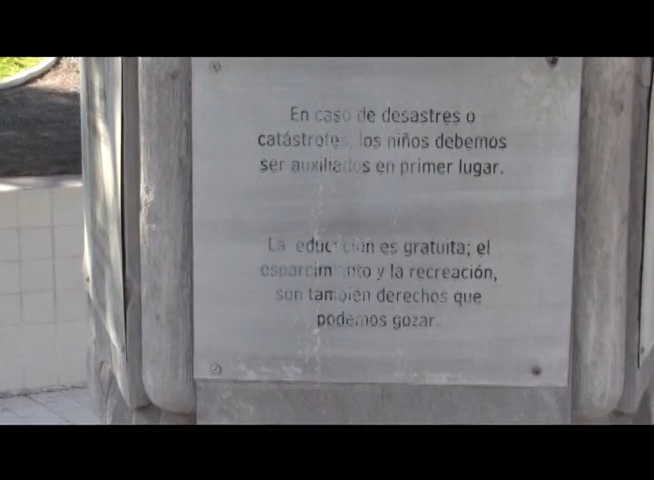 En caso de desastres o
catástrofes, los niños debemos
ser auxiliados en primer lugar.
La educación es gratuita; el
esparcimiento y la recreación,
son también derechos que
podemos gozar.